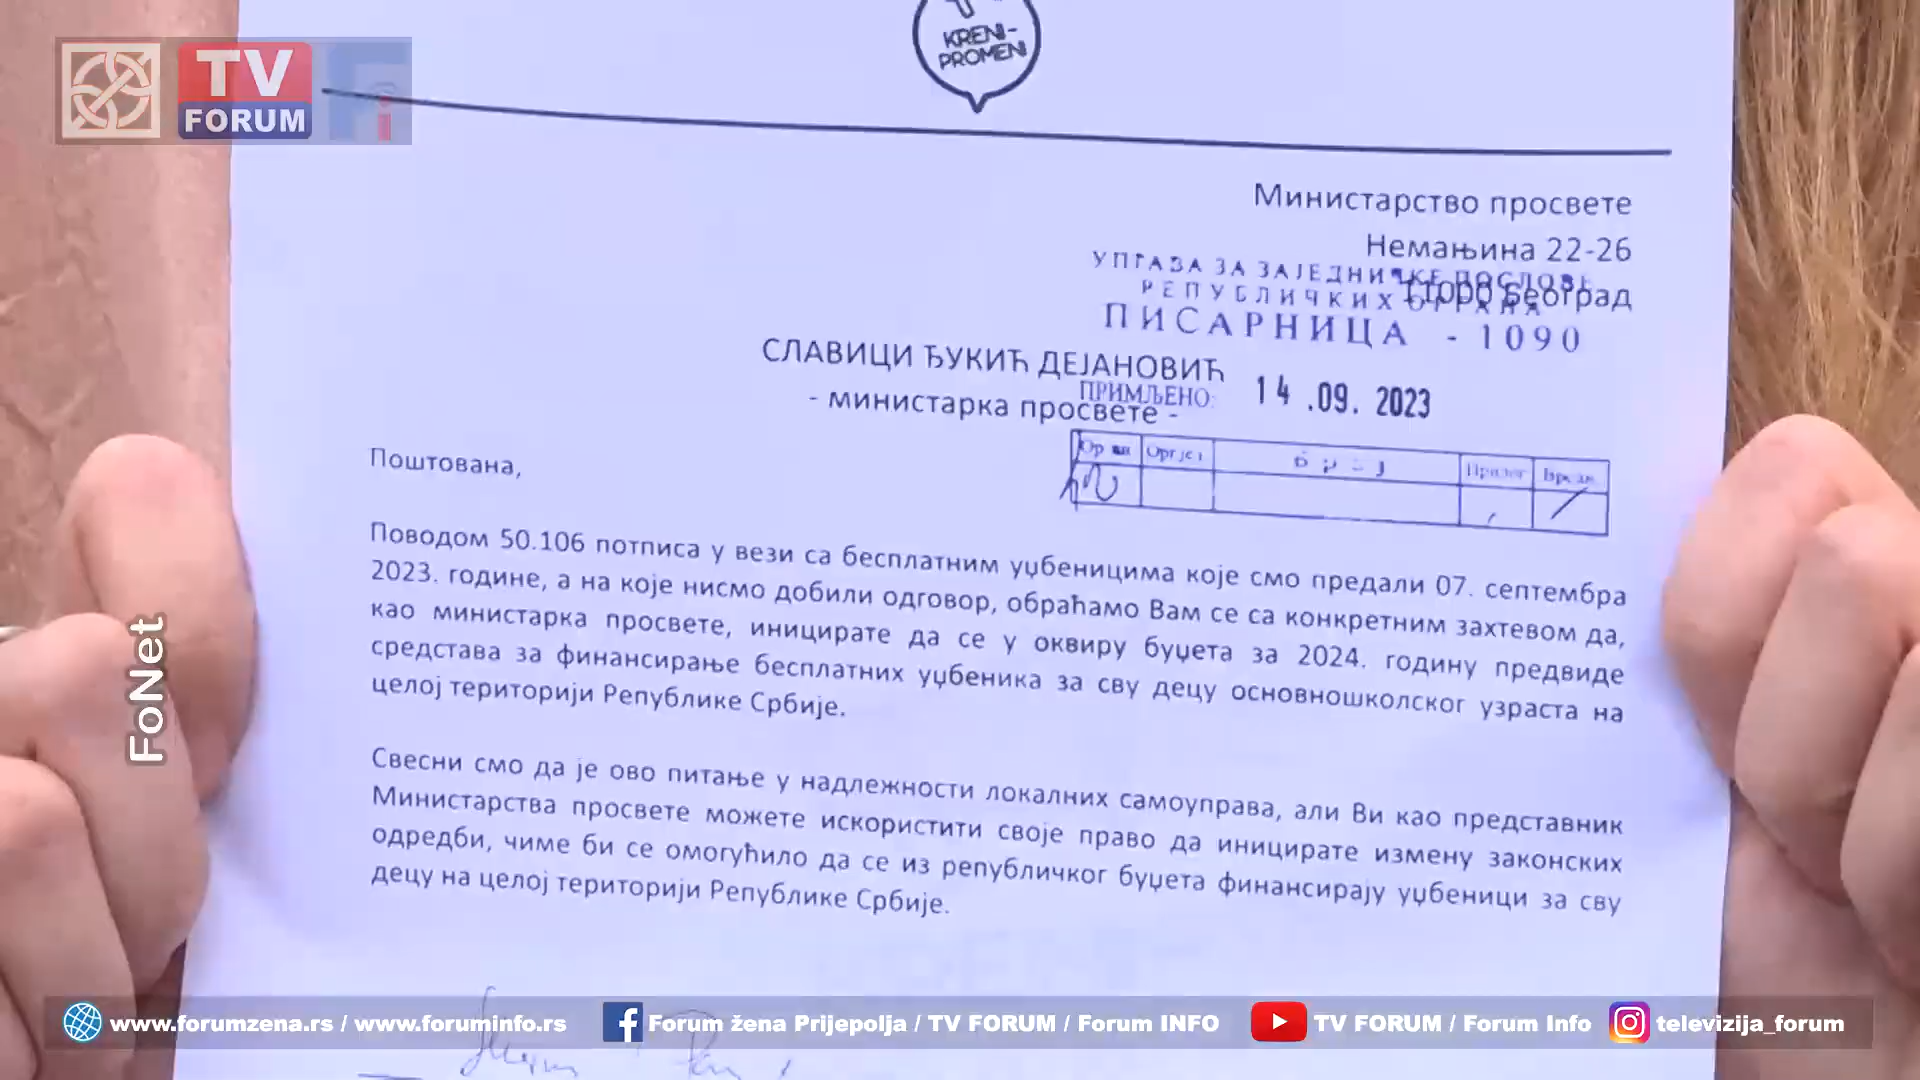 KRENI-
PROMENI
TV
FORUM
Министарство просвете
Немањина 22-26
11000 Београд
УПРАВА ЗА ЗАЈЕДНИЧКЕ ПОСЛОВЕ
РЕПУБЛИЧКИХ ОРГАНА
ПИСАРНИЦА - 1090
СЛАВИЦИ ЂУКИЋ ДЕЈАНОВИЋ
- министарка просвете -
ПРИМЉЕНО: 14.09.2023
Број
Поштована,
Поводом 50.106 потписа у вези са бесплатним уџбеницима које смо предали 07. септембра
2023. године, а на које нисмо добили одговор, обраћамо Вам се са конкретним захтевом да,
као министарка просвете, иницирате да се у оквиру буџета за 2024. годину предвиде
средстава за финансирање бесплатних уџбеника за сву децу основношколског узраста на
целој територији Републике Србије.
Свесни смо да је ово питање у надлежности локалних самоуправа, али Ви као представник
Министарства просвете можете искористити своје право да иницирате измену законских
одредби, чиме би се омогућило да се из републичког буџета финансирају уџбеници за сву
децу на целој територији Републике Србије.
FoNet
www.forumzena.rs / www.foruminfo.rs
Forum žena Prijepolja / TV FORUM / Forum INFO
TV FORUM / Forum Info
televizija_forum